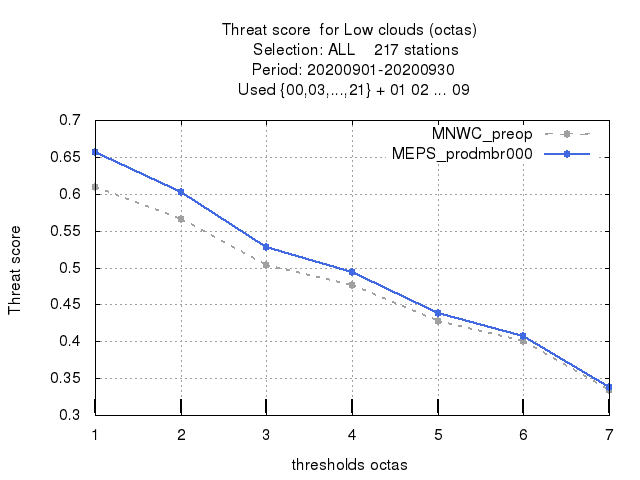 Threat score  for Low clouds (octas)
Selection: ALL    217 stations
Period: 20200901-20200930
Used {00,03,...,21} + 01 02 ... 09
MNWC_preop
MEPS_prodmbr000
Threat score
0.7
0.65
0.6
0.55
0.5
0.45
0.4
0.35
0.3
1 2 3 4 5 6 7
thresholds octas